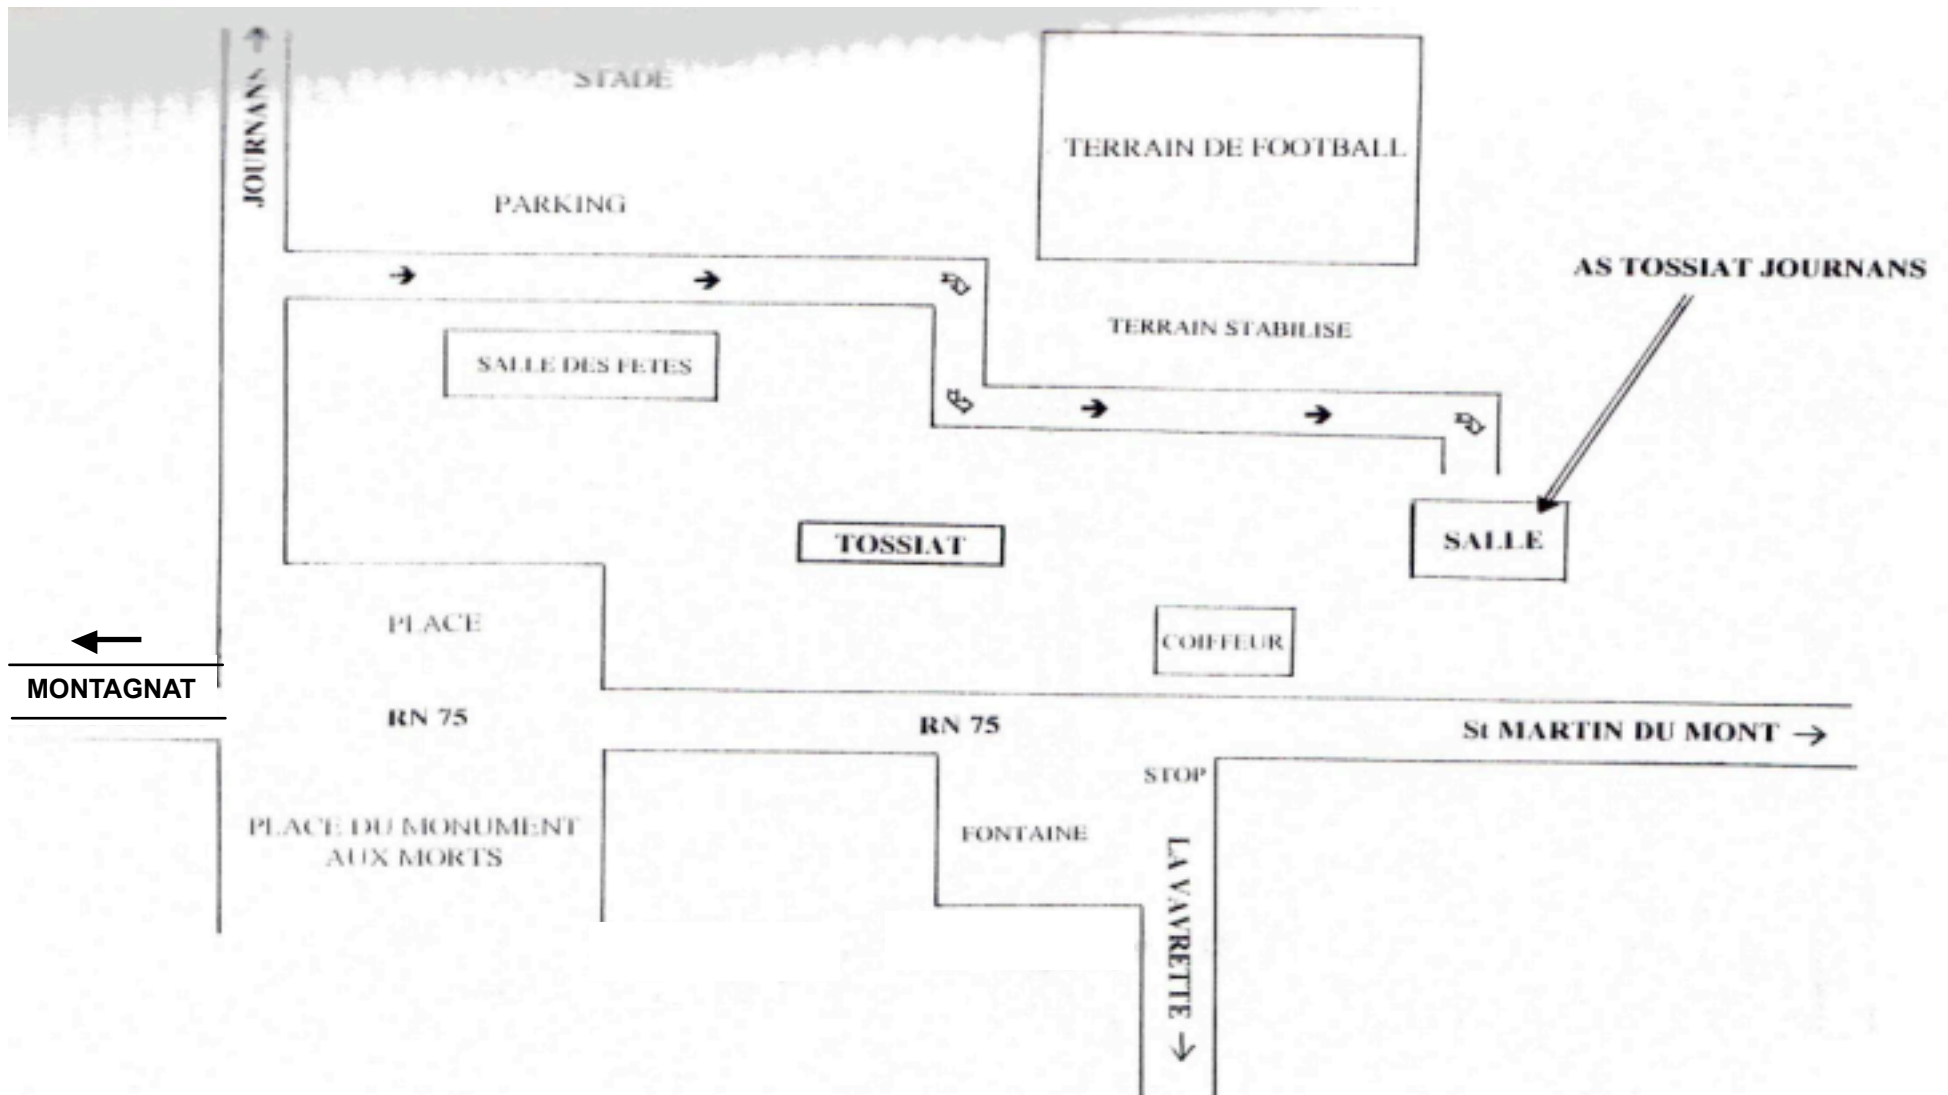 STADE
JOURNANS
TERRAIN DE FOOTBALL
PARKING
AS TOSSIAT JOURNANS
TERRAIN STABILISE
SALLE DES FETES
TOSSIAT
SALLE
PLACE
COIFFEUR
MONTAGNAT
RN 75
RN 75
St MARTIN DU MONT
STOP
PLACE DU MONUMENT
AUX MORTS
FONTAINE
LA VAVRETTE